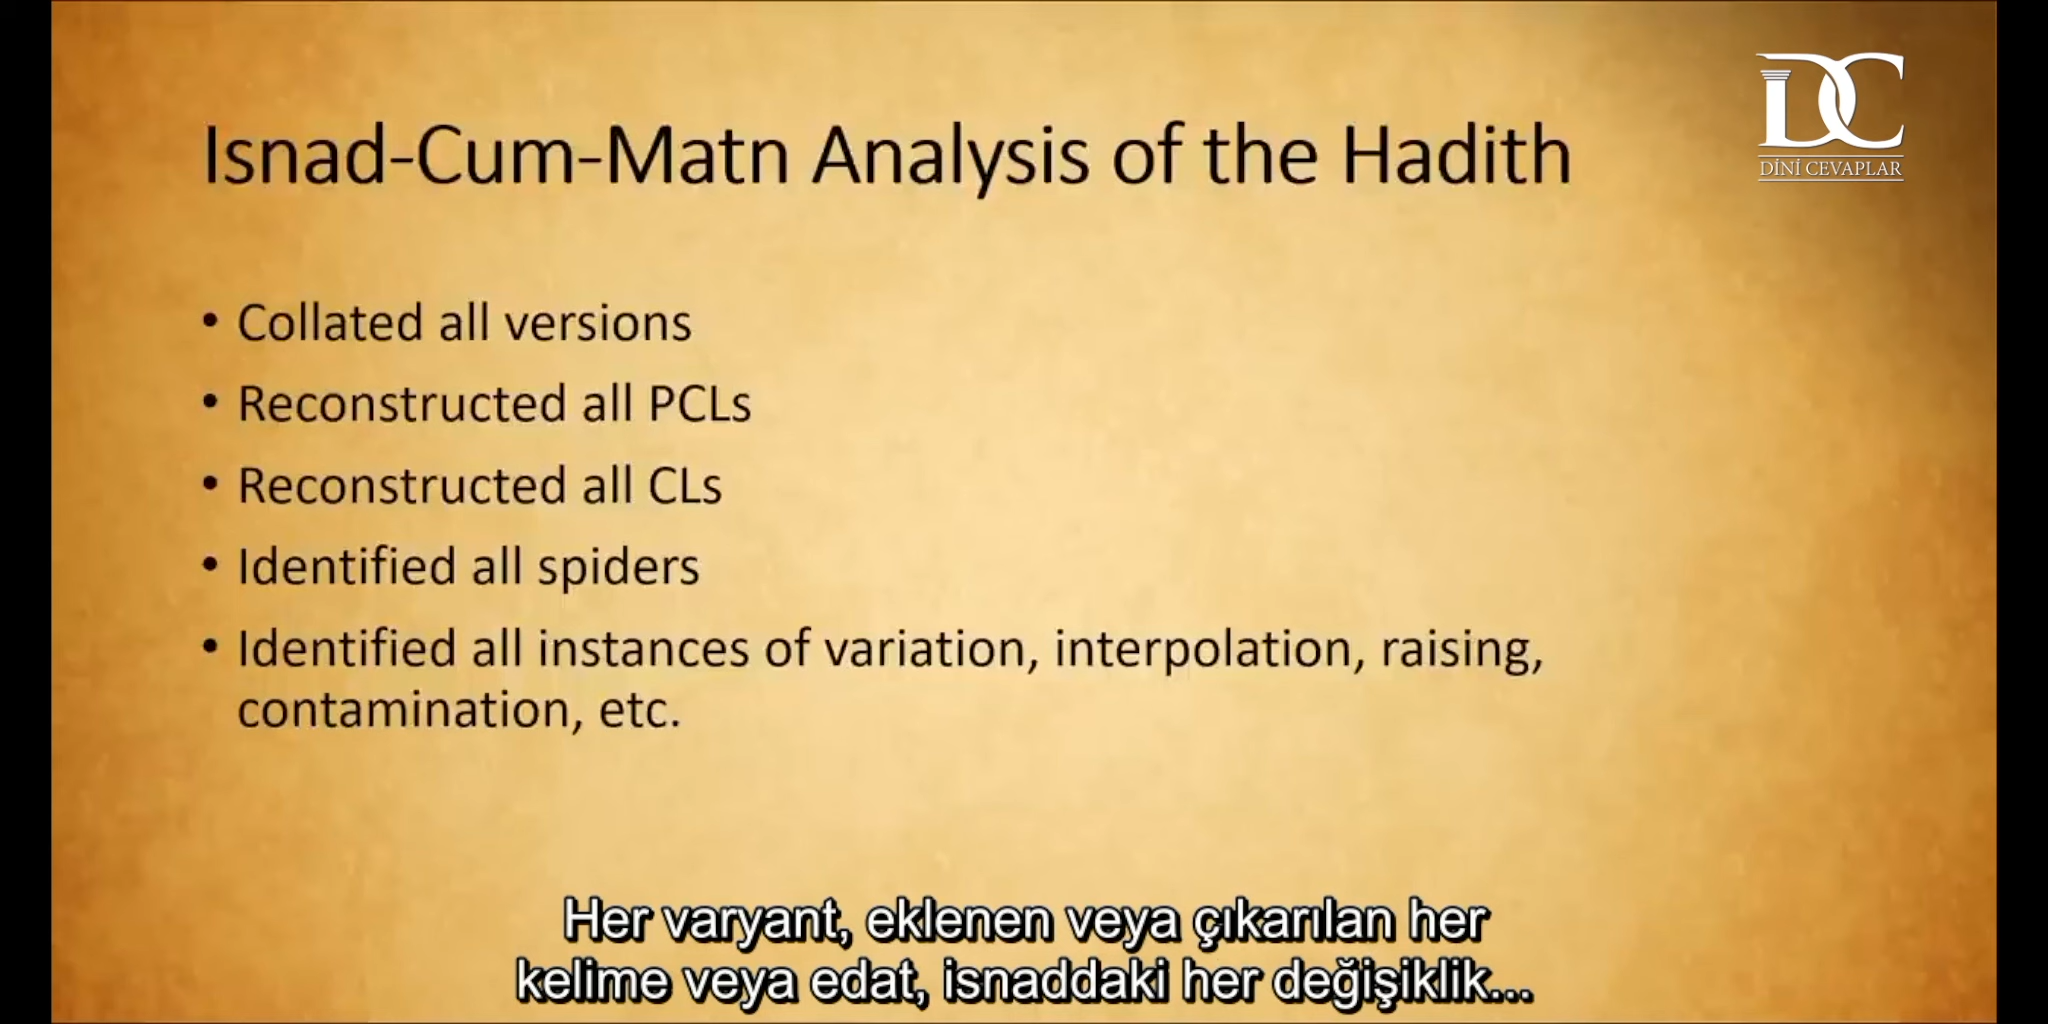 DC
DİNİ CEVAPLAR
Isnad-Cum-Matn Analysis of the Hadith
• Collated all versions
• Reconstructed all PCLs
• Reconstructed all CLs
• Identified all spiders
• Identified all instances of variation, interpolation, raising,
contamination, etc.
Her varyant, eklenen veya çıkarılan her
kelime veya edat, isnaddaki her değişiklik...